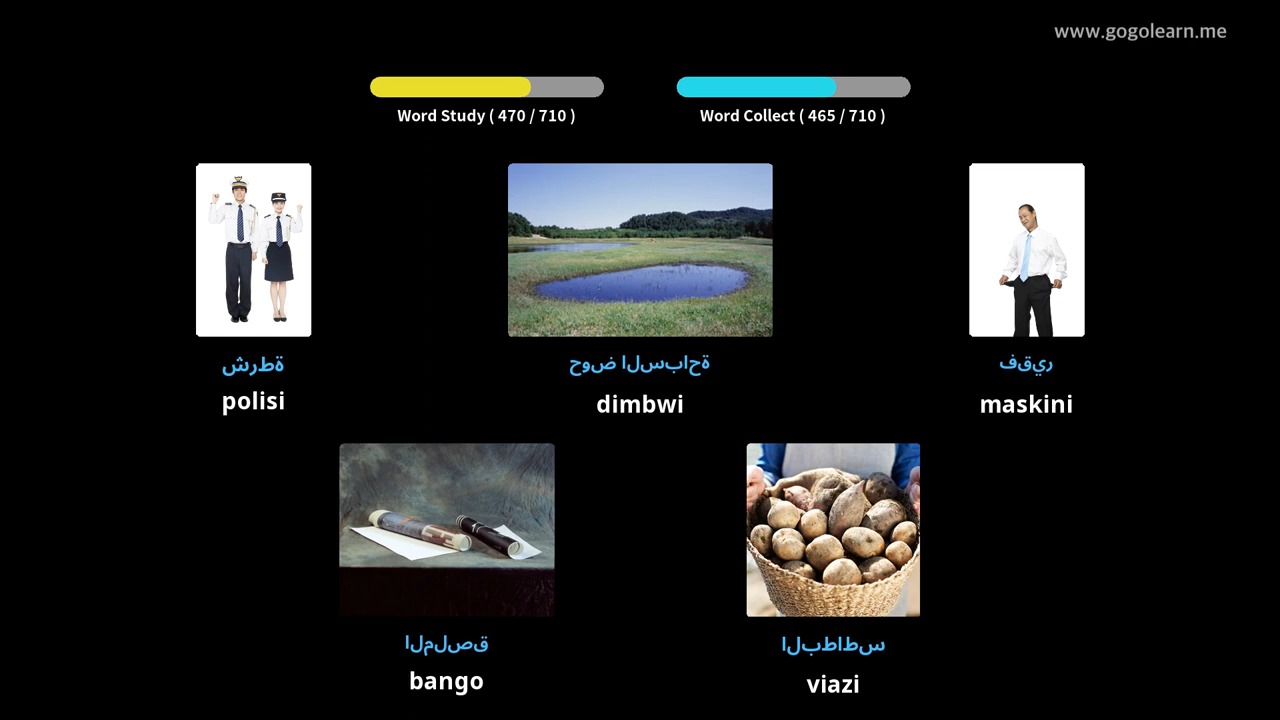 www.gogolearn.me
Word Study ( 470 / 710 )
Word Collect ( 465 / 710 )
شرطة
polisi
حوض السباحة
dimbwi
فقير
maskini
الملصق
bango
البطاطس
viazi